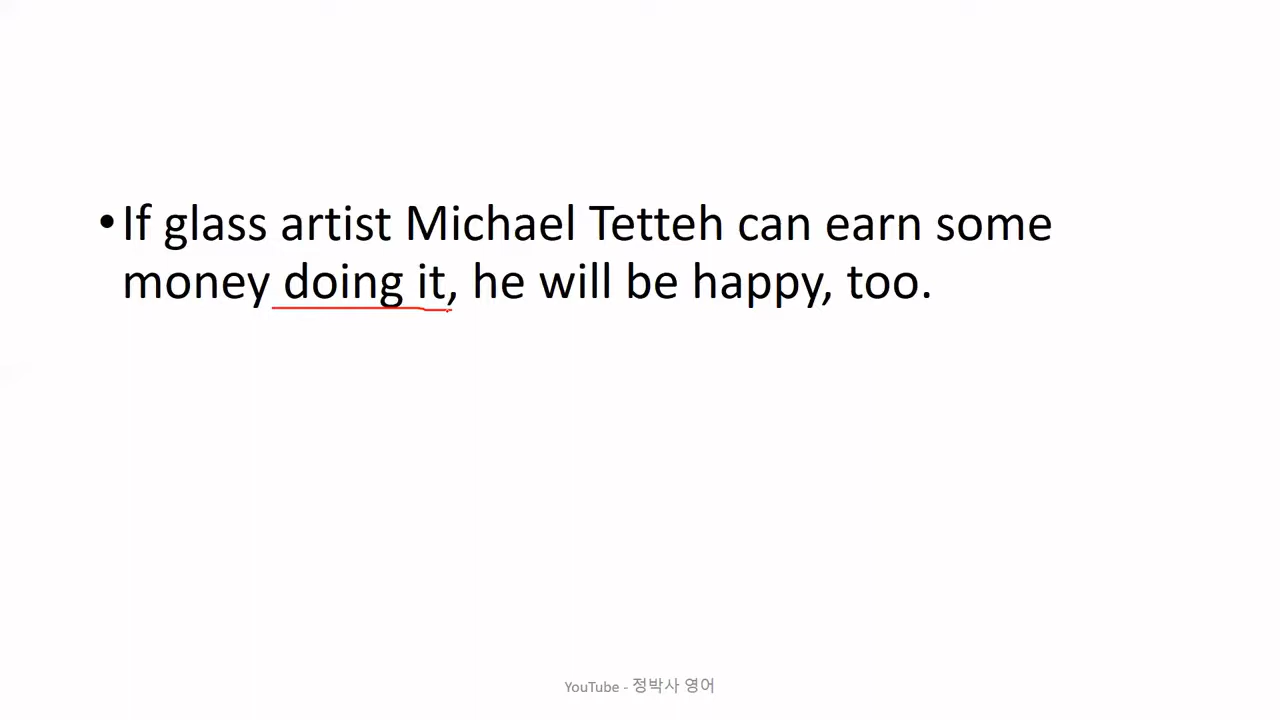 •If glass artist Michael Tetteh can earn some
money doing it, he will be happy, too.
YouTube - 정박사 영어